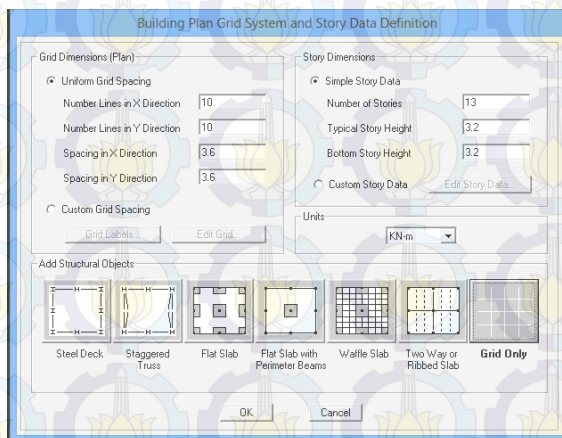 Building Plan Grid System and Story Data Definition
Grid Dimensions (Plan)
Uniform Grid Spacing
Number Lines in X Direction 10
Number Lines in Y Direction 10
Spacing in X Direction 3.6
Spacing in Y Direction 3.6
Custom Grid Spacing
Grid Labels... Edit Grid...
Story Dimensions
Simple Story Data
Number of Stories 13
Typical Story Height 3.2
Bottom Story Height 3.2
Custom Story Data Edit Story Data...
Units
KN-m
Add Structural Objects
Steel Deck
Staggered
Truss
Flat Slab
Flat Slab with
Perimeter Beams
Waffle Slab
Two Way or
Ribbed Slab
Grid Only
OK Cancel